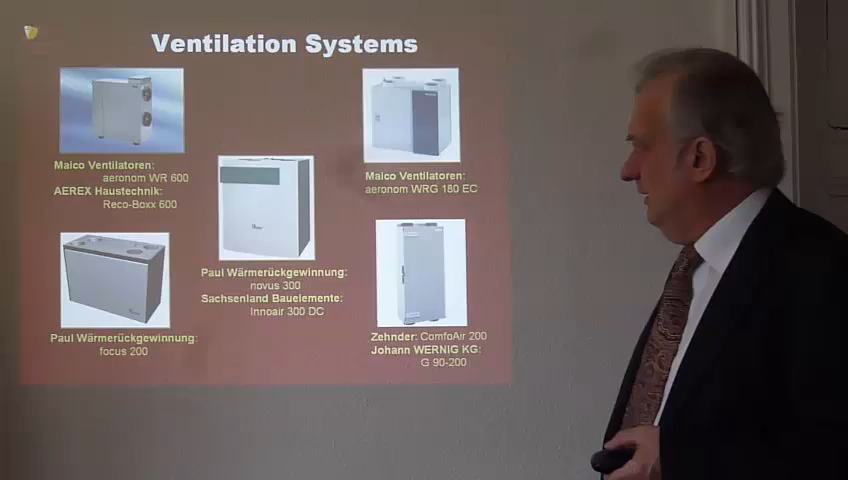 Ventilation Systems
Maico Ventilatoren:
aeronom WR 600
AEREX Haustechnik:
Reco-Boxx 600
Maico Ventilatoren:
aeronom WRG 180 EC
Paul Wärmerückgewinnung:
novus 300
Sachsenland Bauelemente:
Innoair 300 DC
Paul Wärmerückgewinnung:
focus 200
Zehnder: ComfoAir 200
Johann WERNIG KG:
G 90-200